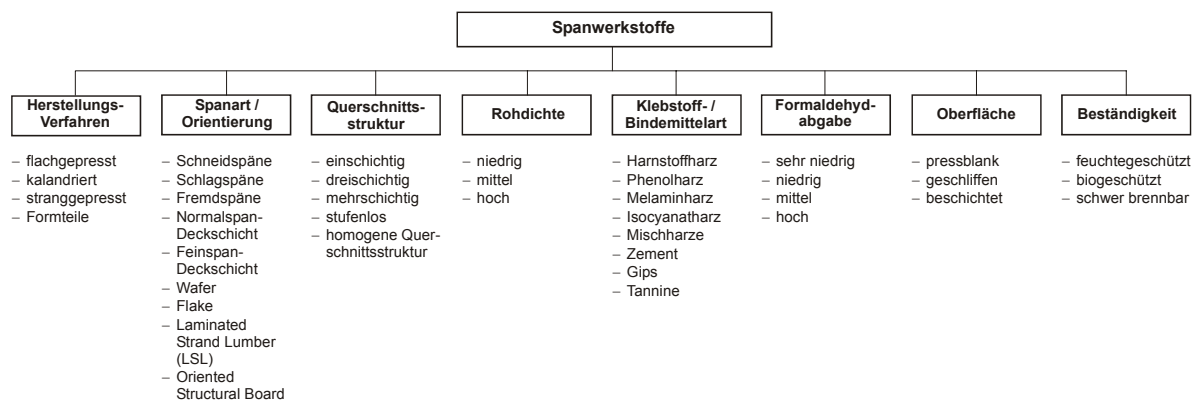 Spanwerkstoffe
Herstellungs-
Verfahren
– flachgepresst
– kalandriert
– stranggepresst
– Formteile
Spanart /
Orientierung
– Schneidspäne
– Schlagspäne
– Fremdspäne
– Normalspan-
Deckschicht
– Feinspan-
Deckschicht
– Wafer
– Flake
– Laminated
Strand Lumber
(LSL)
– Oriented
Structural Board
Querschnitts-
struktur
– einschichtig
– dreischichtig
– mehrschichtig
– stufenlos
– homogene Quer-
schnittsstruktur
Rohdichte
– niedrig
– mittel
– hoch
Klebstoff- /
Bindemittelart
– Harnstoffharz
– Phenolharz
– Melaminharz
– Isocyanatharz
– Mischharze
– Zement
– Gips
– Tannine
Formaldehyd-
abgabe
– sehr niedrig
– niedrig
– mittel
– hoch
Oberfläche
– pressblank
– geschliffen
– beschichtet
Beständigkeit
– feuchtegeschützt
– biogeschützt
– schwer brennbar